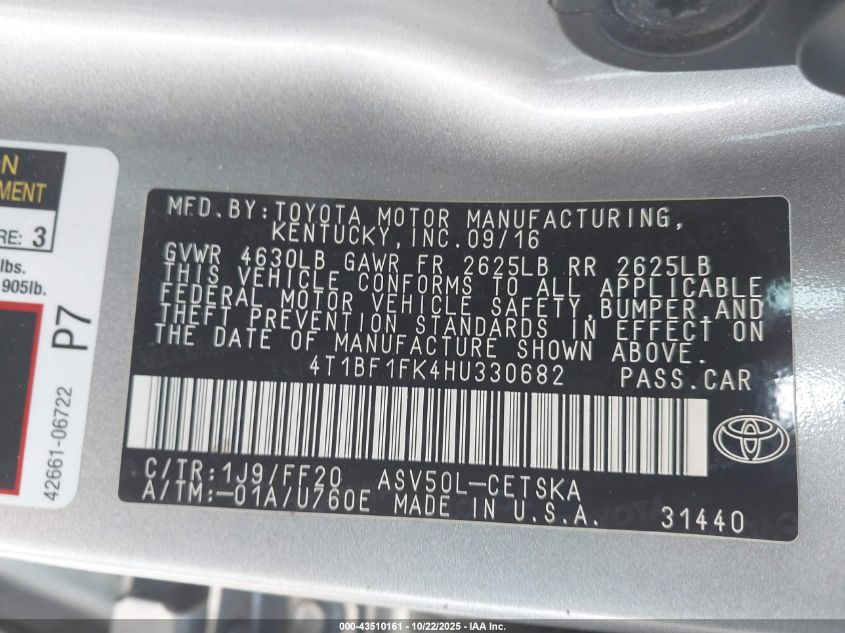 ON
MENT
RE: 3
lbs.
905lb.
P7
42661-06722
MFD.BY:TOYOTA MOTOR MANUFACTURING,
KENTUCKY,INC.09/16
GVWR 4630LB GAWR FR 2625LB RR 2625LB
THIS VEHICLE CONFORMS TO ALL APPLICABLE
FEDERAL MOTOR VEHICLE SAFETY,BUMPER,AND
THEFT PREVENTION STANDARDS IN EFFECT ON
THE DATE OF MANUFACTURE SHOWN ABOVE.
4T1BF1FK4HU330682 PASS.CAR
C/TR:1J9/FF20 ASV50L-CETSKA
A/TM:-01A/U760E MADE IN U.S.A. 31440
000-43510161 - 10/22/2025 - IAA Inc.